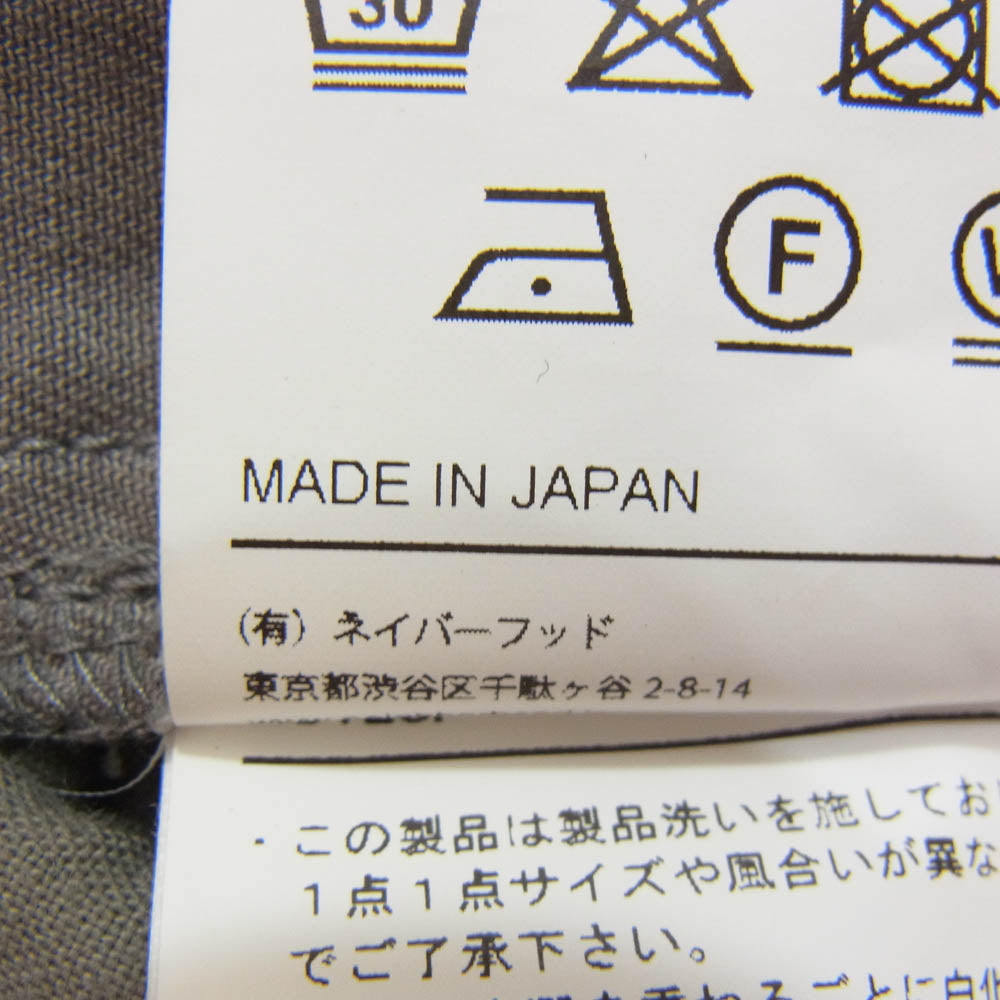 30
F
W
MADE IN JAPAN
(有) ネイバーフッド
東京都渋谷区千駄ヶ谷 2-8-14
・この製品は製品洗いを施してお
1点1点サイズや風合いが異な
でご了承下さい。